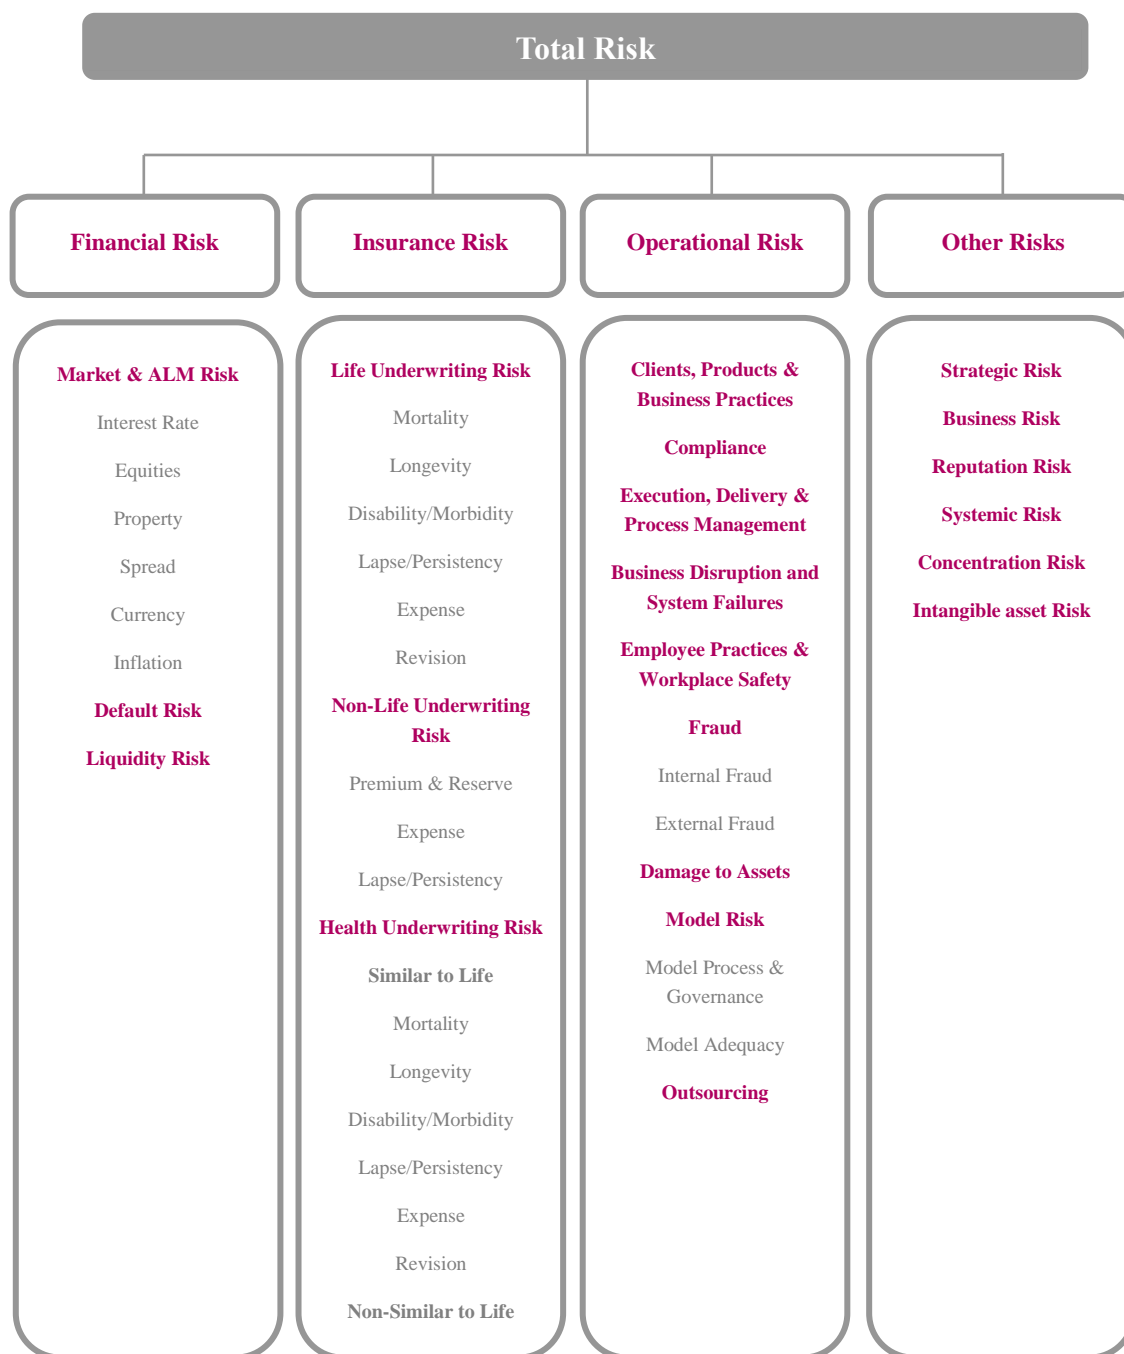 Total Risk
Financial Risk
Insurance Risk
Operational Risk
Other Risks
Market & ALM Risk
Interest Rate
Equities
Property
Spread
Currency
Inflation
Default Risk
Liquidity Risk
Life Underwriting Risk
Mortality
Longevity
Disability/Morbidity
Lapse/Persistency
Expense
Revision
Non-Life Underwriting
Risk
Premium & Reserve
Expense
Lapse/Persistency
Health Underwriting Risk
Similar to Life
Mortality
Longevity
Disability/Morbidity
Lapse/Persistency
Expense
Revision
Non-Similar to Life
Clients, Products &
Business Practices
Compliance
Execution, Delivery &
Process Management
Business Disruption and
System Failures
Employee Practices &
Workplace Safety
Fraud
Internal Fraud
External Fraud
Damage to Assets
Model Risk
Model Process &
Governance
Model Adequacy
Outsourcing
Strategic Risk
Business Risk
Reputation Risk
Systemic Risk
Concentration Risk
Intangible asset Risk